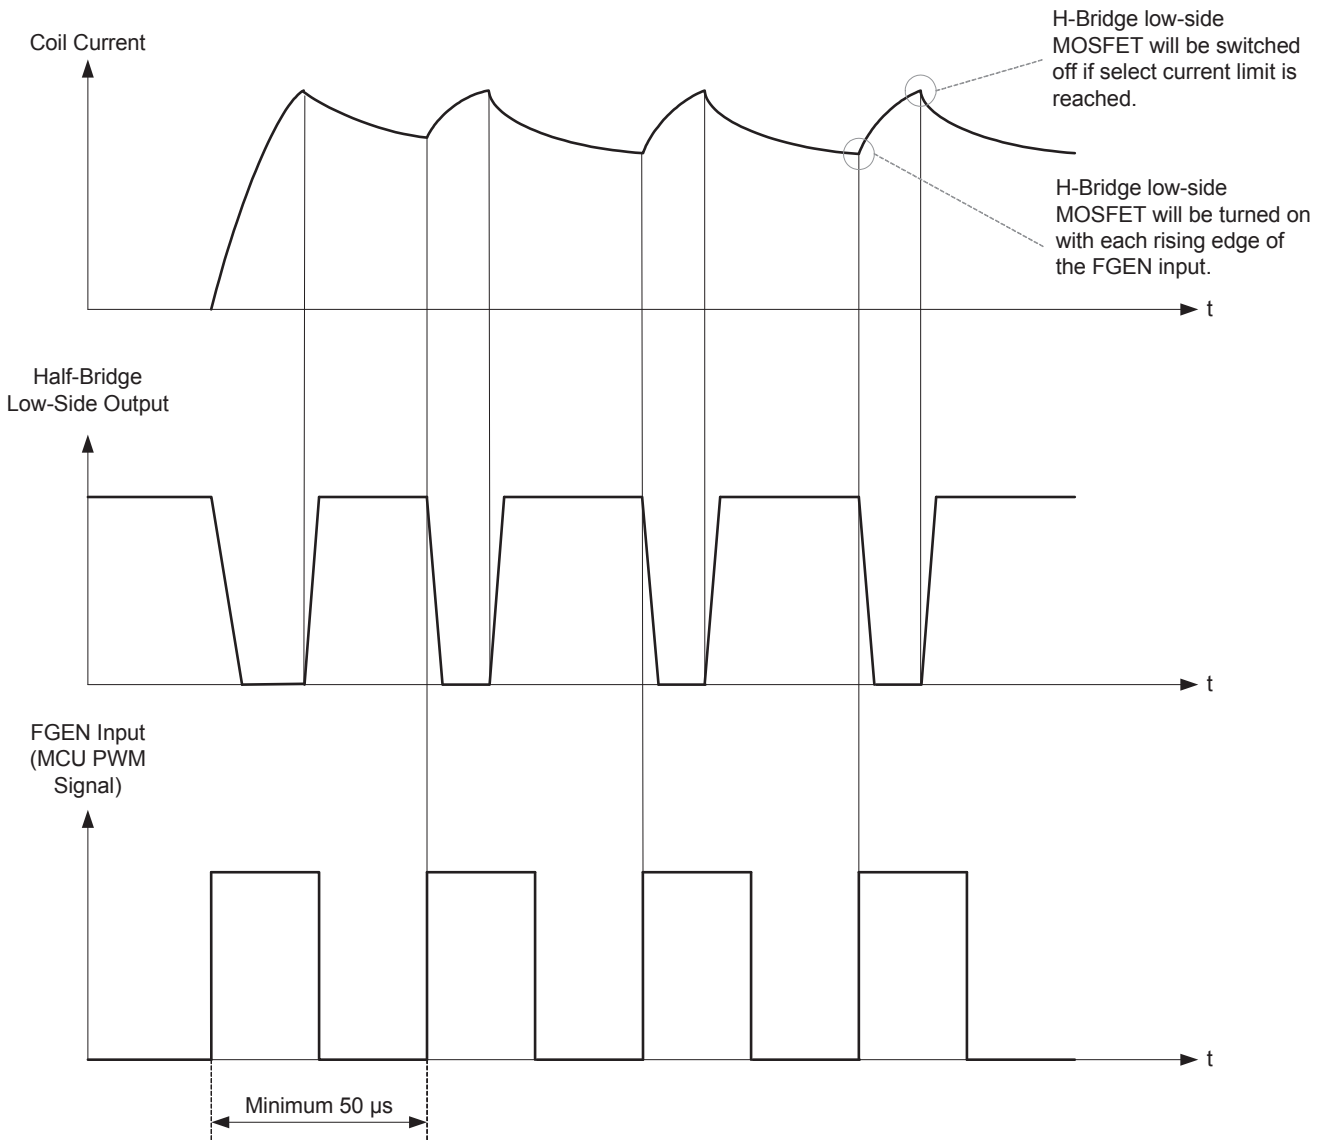 Coil Current
H-Bridge low-side
MOSFET will be switched
off if select current limit is
reached.
H-Bridge low-side
MOSFET will be turned on
with each rising edge of
the FGEN input.
t
Half-Bridge
Low-Side Output
t
FGEN Input
(MCU PWM
Signal)
t
Minimum 50 µs